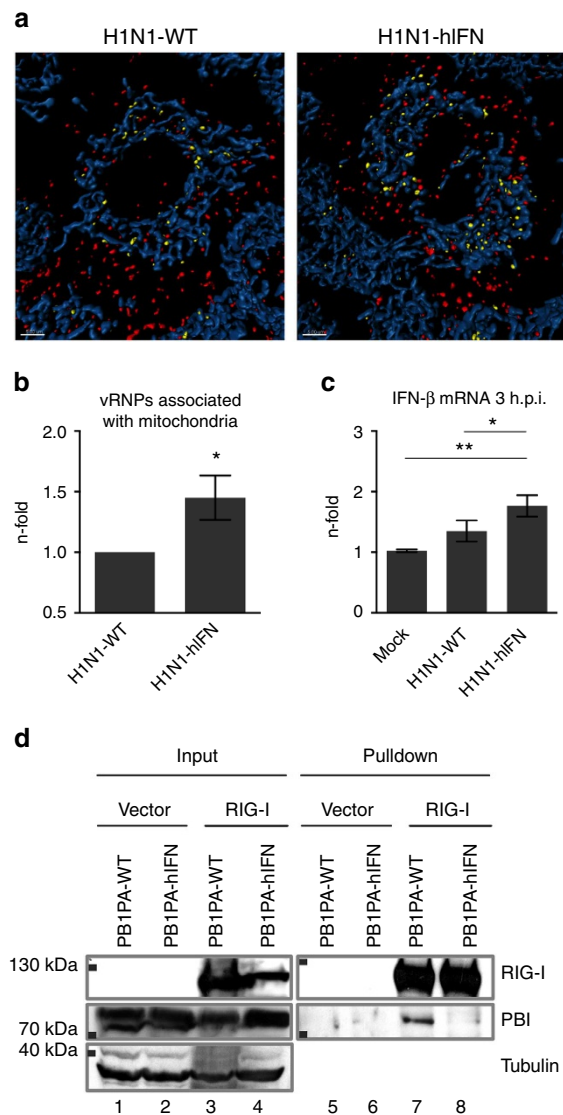 a
H1N1-WT
H1N1-hIFN
b
vRNPs associated
with mitochondria
n-fold
2.0
1.5
1.0
0.5
*
H1N1-WT
H1N1-hIFN
c
IFN-β mRNA 3 h.p.i.
n-fold
3
2
1
0
*
**
Mock
H1N1-WT
H1N1-hIFN
d
Input
Pulldown
Vector
RIG-I
Vector
RIG-I
PB1PA-WT
PB1PA-hIFN
PB1PA-WT
PB1PA-hIFN
PB1PA-WT
PB1PA-hIFN
PB1PA-WT
PB1PA-hIFN
130 kDa
RIG-I
70 kDa
PBI
40 kDa
Tubulin
1 2 3 4 5 6 7 8